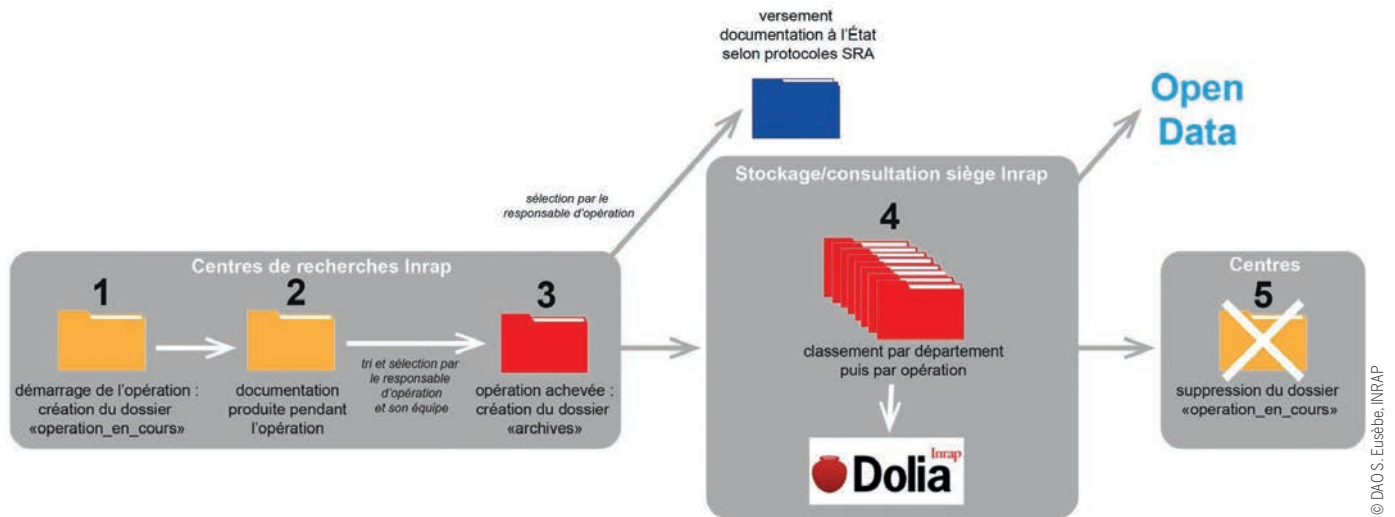 versement
documentation à l'État
selon protocoles SRA
Open
Data
Stockage/consultation siège Inrap
sélection par le
responsable d'opération
4
Centres de recherches Inrap
Centres
1
2
3
5
classement par département
puis par opération
tri et sélection par
le responsable
d'opération
et son équipe
démarrage de l'opération :
création du dossier
«operation_en_cours»
documentation
produite pendant
l'opération
opération achevée :
création du dossier
«archives»
suppression du dossier
«operation_en_cours»
Inrap
Dolia
© DAO S. Eusèbe, INRAP